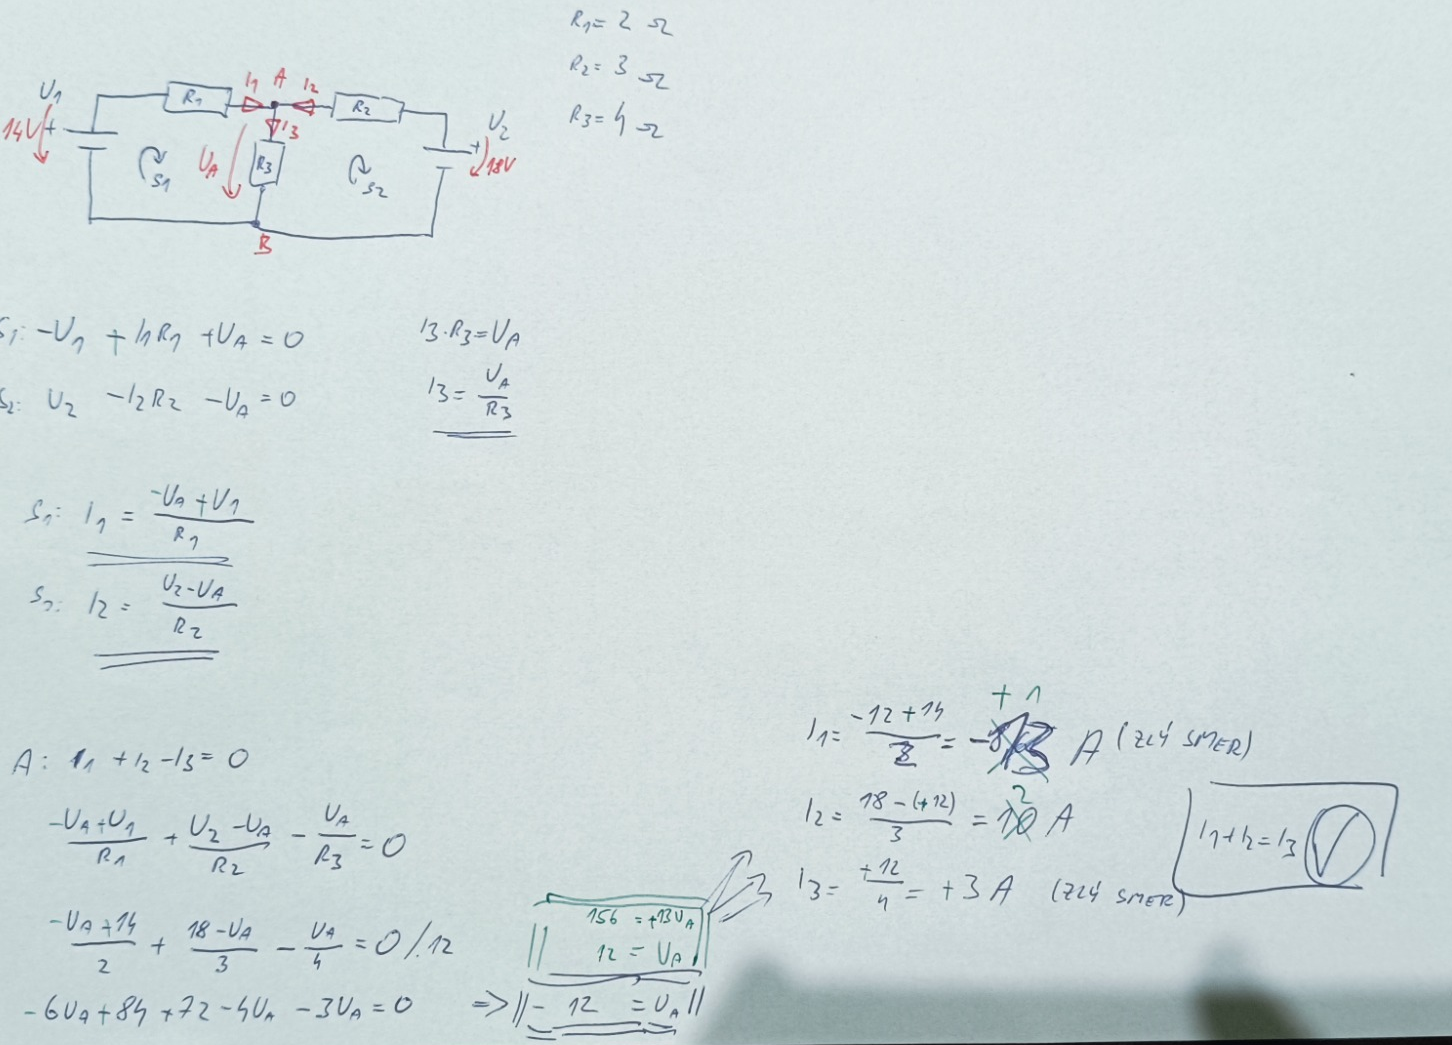 R1= 2 Ω
R2= 3 Ω
R3= 4 Ω
U1
14V
+
R1
I1
A
I2
R2
U2
+
18V
I3
UA
R3
S1
S2
B
S1: -U1 + I1R1 +UA = 0
S2: U2 -I2R2 -UA = 0
I3·R3=UA
I3= UA/R3
S1: I1 = (-UA +U1)/R1
S2: I2 = (U2-UA)/R2
A: I1 +I2 -I3= 0
(-UA+U1)/R1 + (U2-UA)/R2 - UA/R3 = 0
(-UA+14)/2 + (18-UA)/3 - UA/4 = 0 /.12
-6UA+84 +72 -4UA -3UA = 0
156 = +13UA
12 = UA
=> || - 12 = UA ||
+ 1
I1= (-12+14)/2 = A (ZLÝ SMER)
2
I2= (18-(+12))/3 = 10 A
I3= +12/4 = +3 A (ZLÝ SMER)
I1+I2=I3 ✓